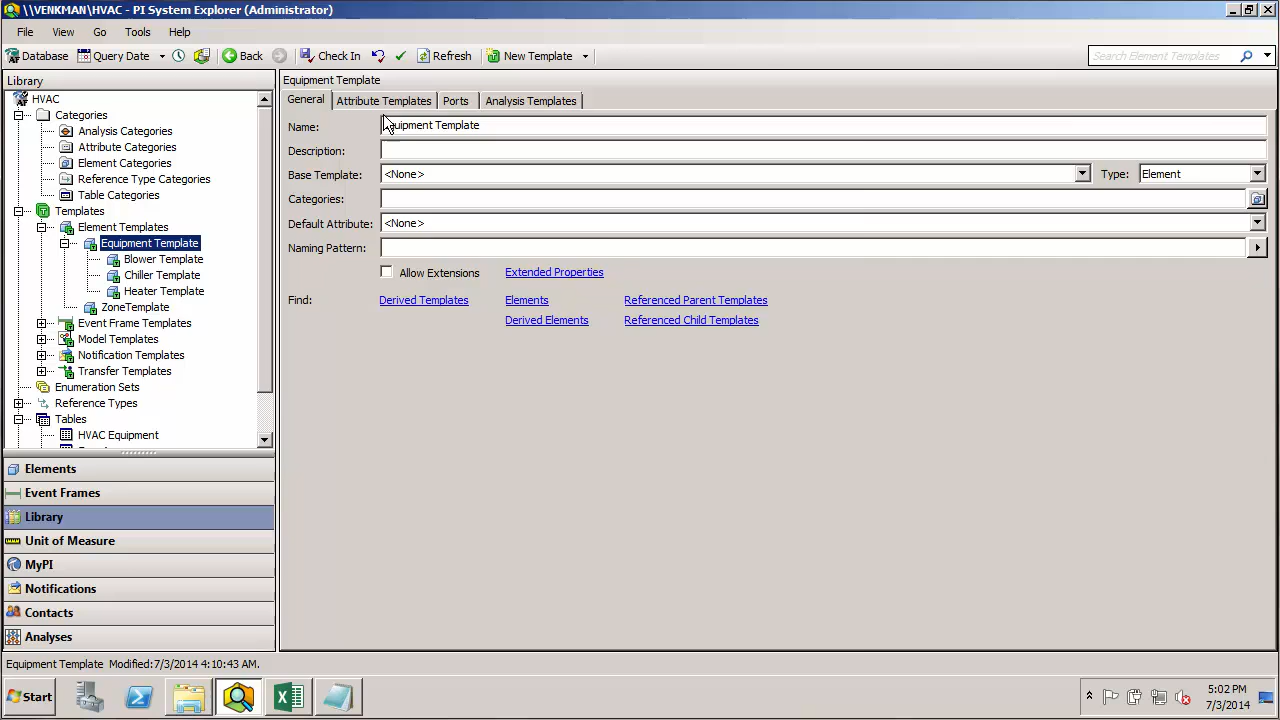 \\VENKMAN\HVAC - PI System Explorer (Administrator)
File View Go Tools Help
Database Query Date Back Check In Refresh New Template Search Element Templates
Library
HVAC
Categories
Analysis Categories
Attribute Categories
Element Categories
Reference Type Categories
Table Categories
Templates
Element Templates
Equipment Template
Blower Template
Chiller Template
Heater Template
ZoneTemplate
Event Frame Templates
Model Templates
Notification Templates
Transfer Templates
Enumeration Sets
Reference Types
Tables
HVAC Equipment
Elements
Event Frames
Library
Unit of Measure
MyPI
Notifications
Contacts
Analyses
Equipment Template
General Attribute Templates Ports Analysis Templates
Name: Equipment Template
Description:
Base Template: <None> Type: Element
Categories:
Default Attribute: <None>
Naming Pattern:
Allow Extensions Extended Properties
Find: Derived Templates Elements Referenced Parent Templates
Derived Elements Referenced Child Templates
Equipment Template Modified:7/3/2014 4:10:43 AM.
Start 5:02 PM
7/3/2014